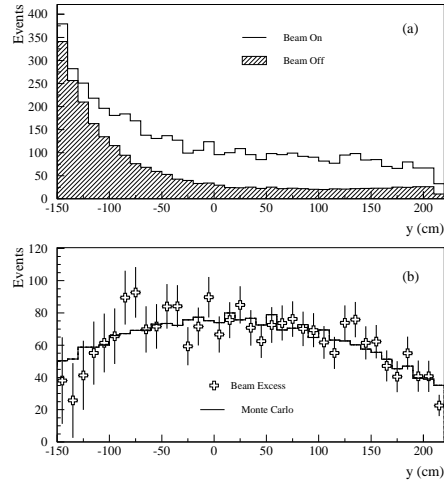 Events
400
350
300
250
200
150
100
50
0
(a)
Beam On
Beam Off
-150 -100 -50 0 50 100 150 200
y (cm)
Events
120
100
80
60
40
20
0
(b)
Beam Excess
Monte Carlo
-150 -100 -50 0 50 100 150 200
y (cm)